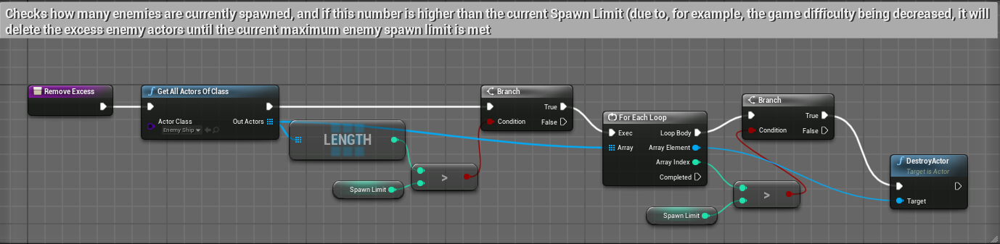 Checks how many enemies are currently spawned, and if this number is higher than the current Spawn Limit (due to, for example, the game difficulty being decreased, it will
delete the excess enemy actors until the current maximum enemy spawn limit is met
Remove Excess
Get All Actors Of Class
Actor Class
Enemy Ship
Out Actors
LENGTH
Spawn Limit
>
Branch
True
Condition
False
For Each Loop
Exec
Loop Body
Array
Array Element
Array Index
Completed
Spawn Limit
>
Branch
True
Condition
False
DestroyActor
Target is Actor
Target